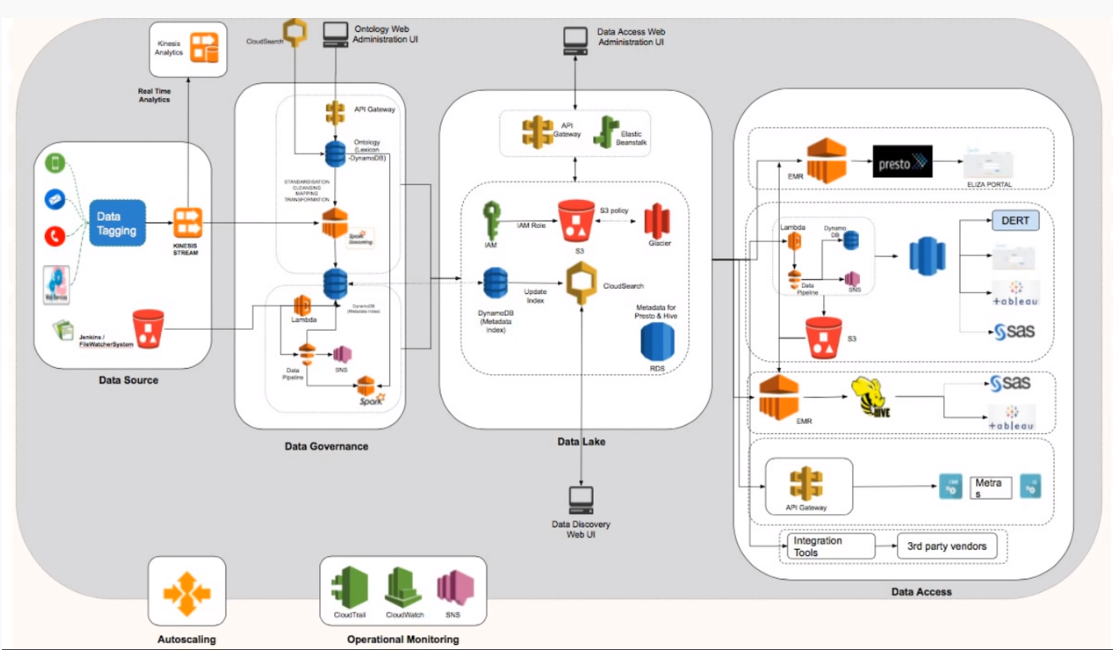 Kinesis
Analytics
Real Time
Analytics
CloudSearch
Ontology Web
Administration UI
Data Access Web
Administration UI
Data
Tagging
KINESIS
STREAM
Web Services
Jenkins /
FileWatcherSystem
Data Source
API Gateway
Ontology
(Lexicon
-DynamoDB)
STANDARDISATION
CLEANSING
MAPPING
TRANSFORMATION
Spark
Streaming
DynamoDB
(Metadata Index)
Lambda
Data
Pipeline
SNS
Spark
Data Governance
API
Gateway
Elastic
Beanstalk
IAM
IAM Role
S3
S3 policy
Glacier
DynamoDB
(Metadata
Index)
Update
Index
CloudSearch
Metadata for
Presto & Hive
RDS
Data Lake
Data Discovery
Web UI
EMR
presto
ELIZA PORTAL
Lambda
Dynamo
DB
Data
Pipeline
SNS
S3
DERT
+ableau
sas
EMR
HIVE
sas
+ableau
API Gateway
Metra
s
Integration
Tools
3rd party vendors
Data Access
Autoscaling
CloudTrail
CloudWatch
SNS
Operational Monitoring